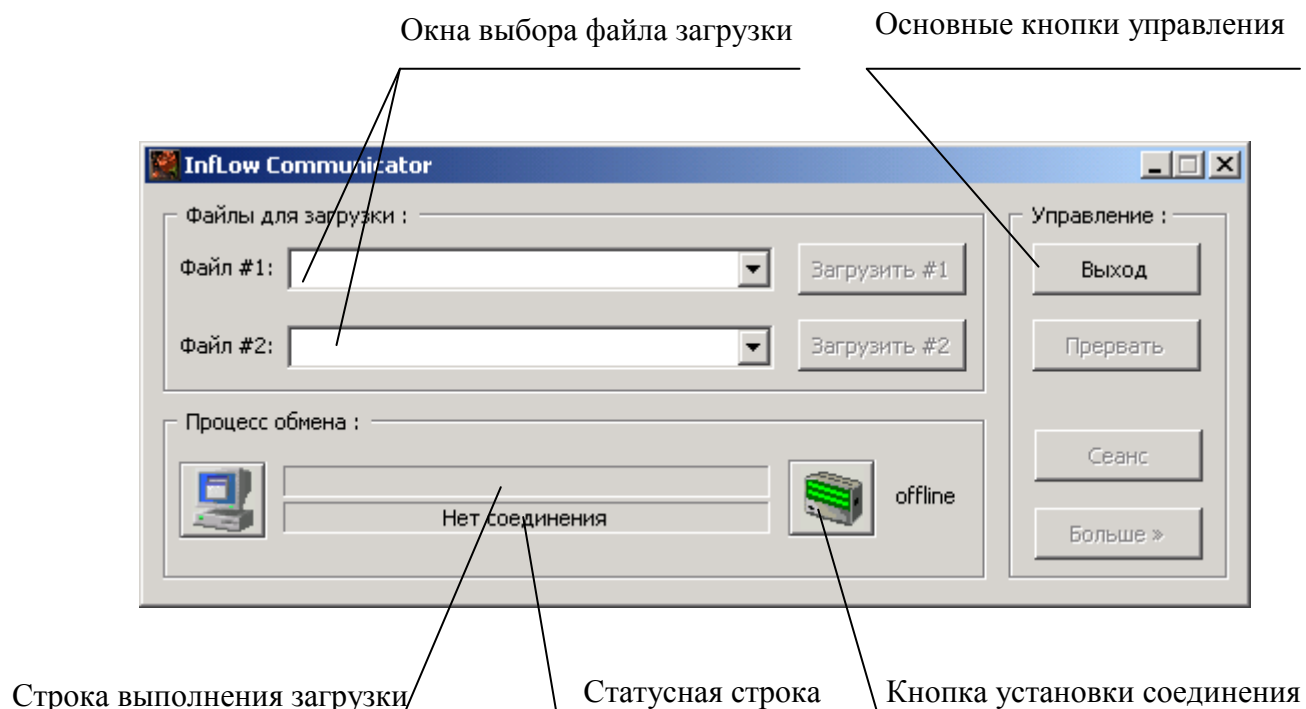 Окна выбора файла загрузки
Основные кнопки управления
InfLow Communicator
Файлы для загрузки :
Управление :
Файл #1:
Загрузить #1
Выход
Файл #2:
Загрузить #2
Прервать
Процесс обмена :
Сеанс
offline
Нет соединения
Больше »
Строка выполнения загрузки
Статусная строка
Кнопка установки соединения